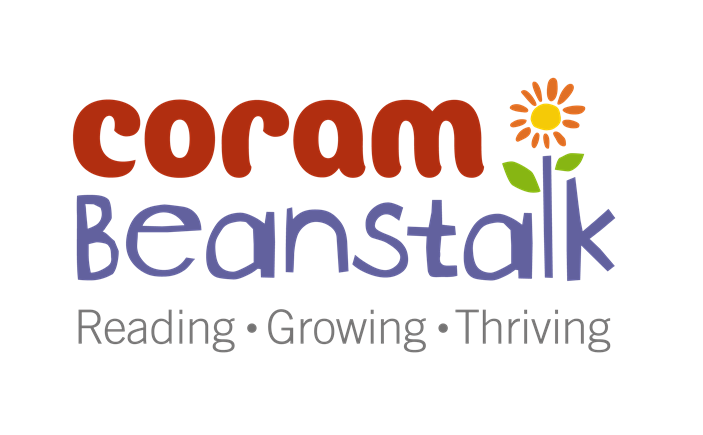 coram
Beanstalk
Reading • Growing • Thriving